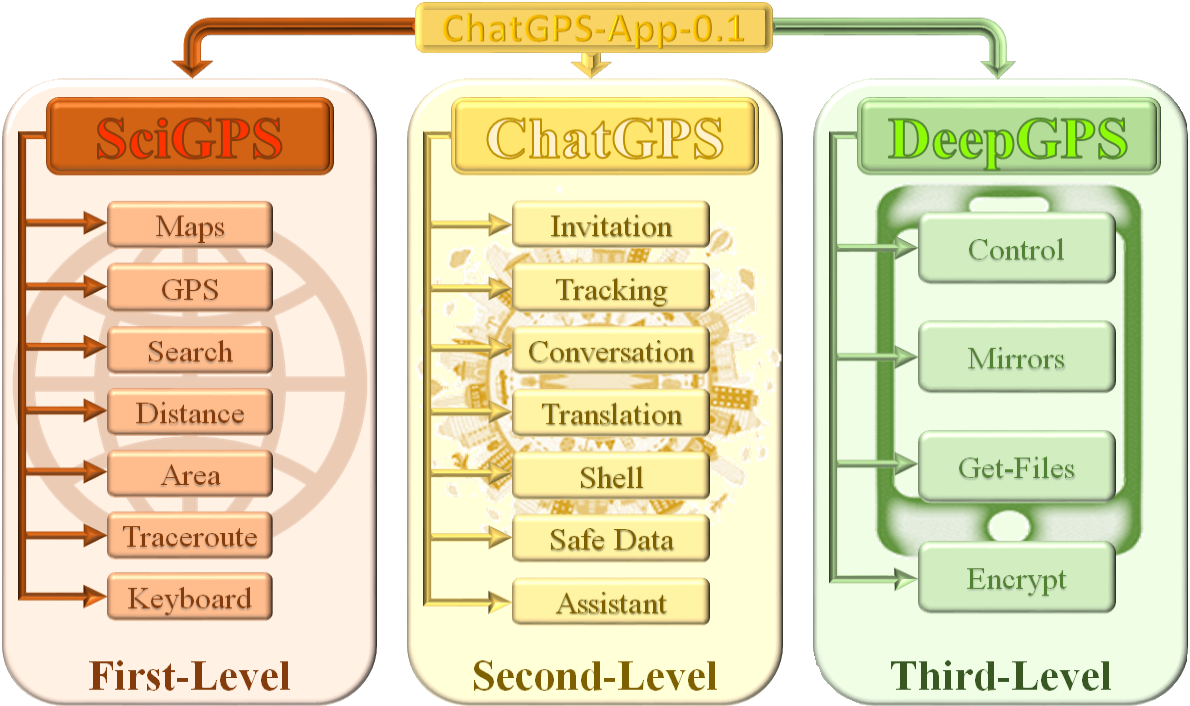 ChatGPS-App-0.1
SciGPS
Maps
GPS
Search
Distance
Area
Traceroute
Keyboard
First-Level
ChatGPS
Invitation
Tracking
Conversation
Translation
Shell
Safe Data
Assistant
Second-Level
DeepGPS
Control
Mirrors
Get-Files
Encrypt
Third-Level